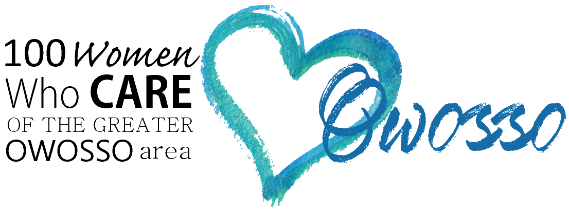 100 Women
Who CARE
OF THE GREATER
OWOSSO area
Owosso